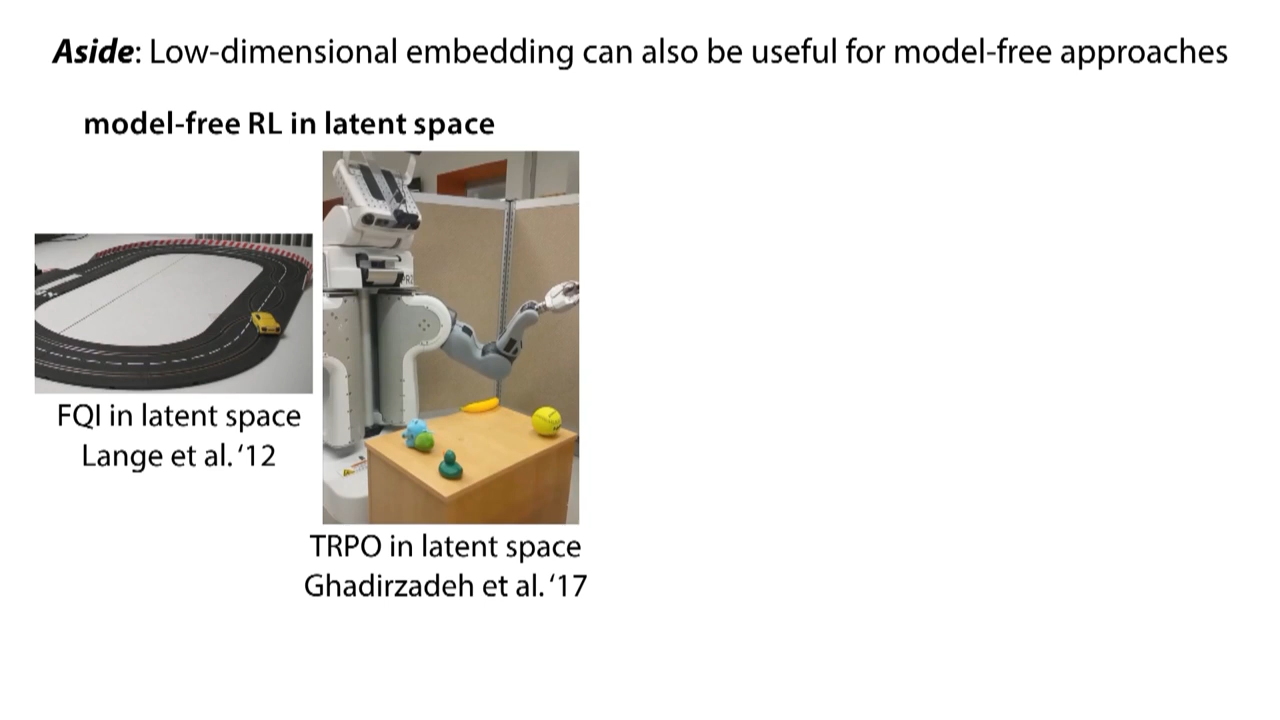 Aside: Low-dimensional embedding can also be useful for model-free approaches
model-free RL in latent space
FQI in latent space
Lange et al. ‘12
TRPO in latent space
Ghadirzadeh et al. ‘17